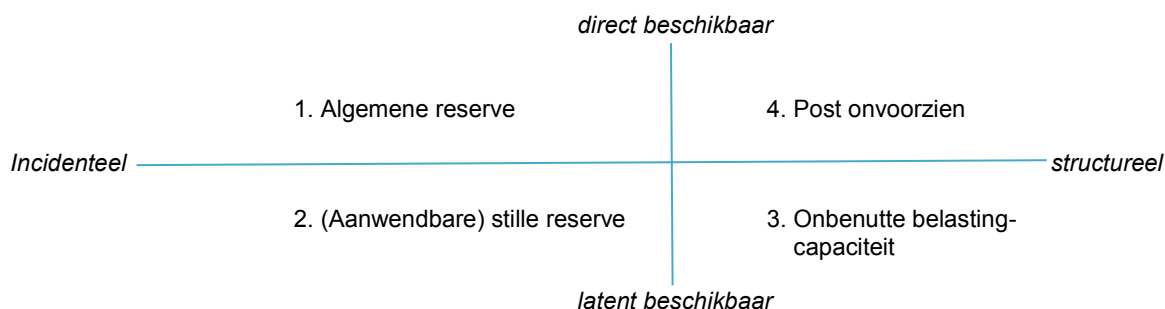 direct beschikbaar
1. Algemene reserve
4. Post onvoorzien
Incidenteel
structureel
2. (Aanwendbare) stille reserve
3. Onbenutte belasting-
capaciteit
latent beschikbaar